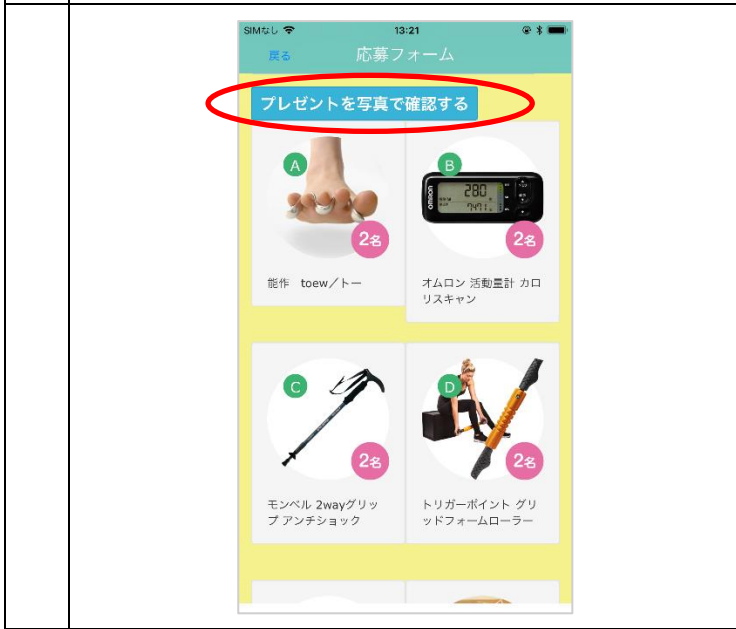 SIMなし 13:21
戻る 応募フォーム
プレゼントを写真で確認する
A
2名
能作 toew／トー
B
OMRON
280
7471
2名
オムロン 活動量計 カロ
リスキャン
C
2名
モンベル 2wayグリッ
プ アンチショック
D
2名
トリガーポイント グリ
ッドフォームローラー